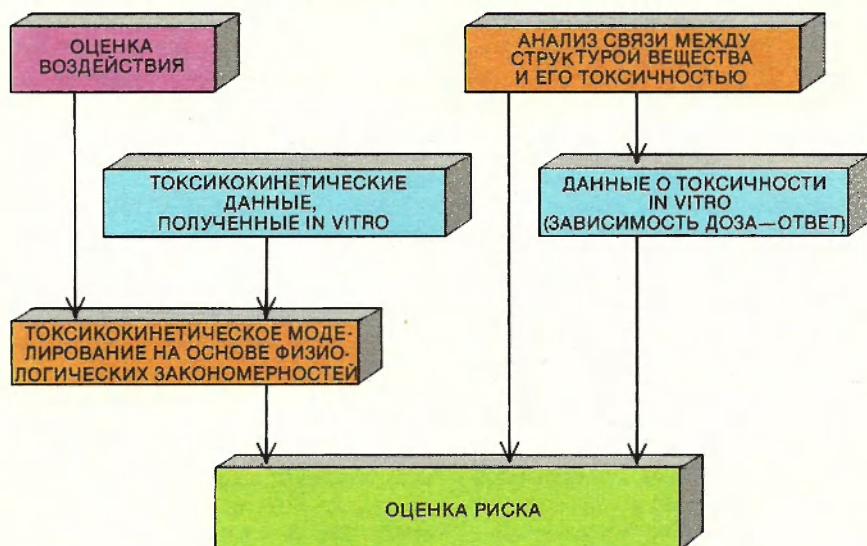 ОЦЕНКА
ВОЗДЕЙСТВИЯ
АНАЛИЗ СВЯЗИ МЕЖДУ
СТРУКТУРОЙ ВЕЩЕСТВА
И ЕГО ТОКСИЧНОСТЬЮ
ТОКСИКОКИНЕТИЧЕСКИЕ
ДАННЫЕ,
ПОЛУЧЕННЫЕ IN VITRO
ДАННЫЕ О ТОКСИЧНОСТИ
IN VITRO
(ЗАВИСИМОСТЬ ДОЗА—ОТВЕТ)
ТОКСИКОКИНЕТИЧЕСКОЕ МОДЕ-
ЛИРОВАНИЕ НА ОСНОВЕ ФИЗИО-
ЛОГИЧЕСКИХ ЗАКОНОМЕРНОСТЕЙ
ОЦЕНКА РИСКА